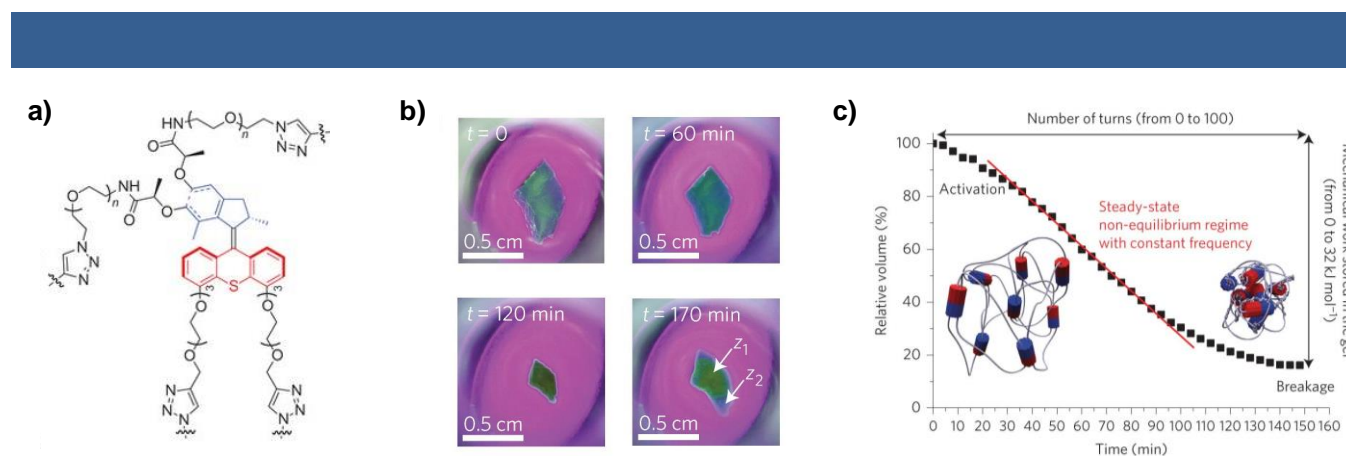 a)
HN
O
n
N
N
N
O
O
O
NH
n
O
O
O
N
N
N
S
O
3
O
3
O
O
N
N
N
N
N
N
b)
t = 0
0.5 cm
t = 60 min
0.5 cm
t = 120 min
0.5 cm
t = 170 min
z1
z2
0.5 cm
c)
Number of turns (from 0 to 100)
Relative volume (%)
100
80
60
40
20
0
Activation
Steady-state
non-equilibrium regime
with constant frequency
Breakage
0 10 20 30 40 50 60 70 80 90 100 110 120 130 140 150 160
Time (min)
(from 0 to 32 kJ mol⁻¹)